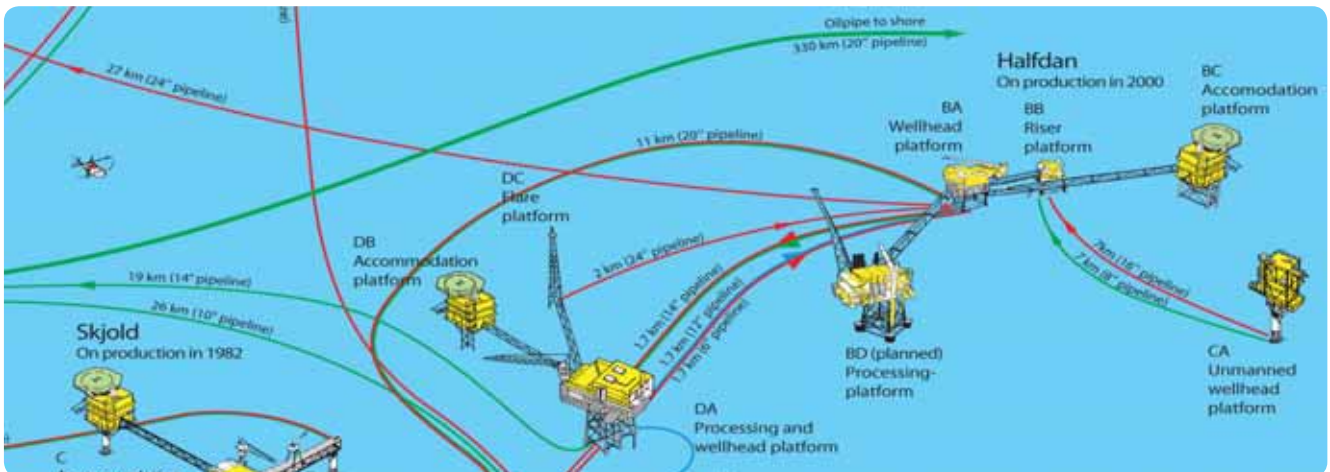 Oilpipe to shore
330 km (20" pipeline)
27 km (24" pipeline)
Halfdan
On production in 2000
BC
Accomodation
platform
BA
Wellhead
platform
BB
Riser
platform
11 km (20" pipeline)
DC
Flare
platform
DB
Accommodation
platform
2 km (24" pipeline)
7km (16" pipeline)
7 km (8" pipeline)
19 km (14" pipeline)
26 km (10" pipeline)
1.7 km (14" pipeline)
1.7 km (12" pipeline)
1.7 km (6" pipeline)
Skjold
On production in 1982
BD (planned)
Processing-
platform
CA
Unmanned
wellhead
platform
DA
Processing and
wellhead platform
C